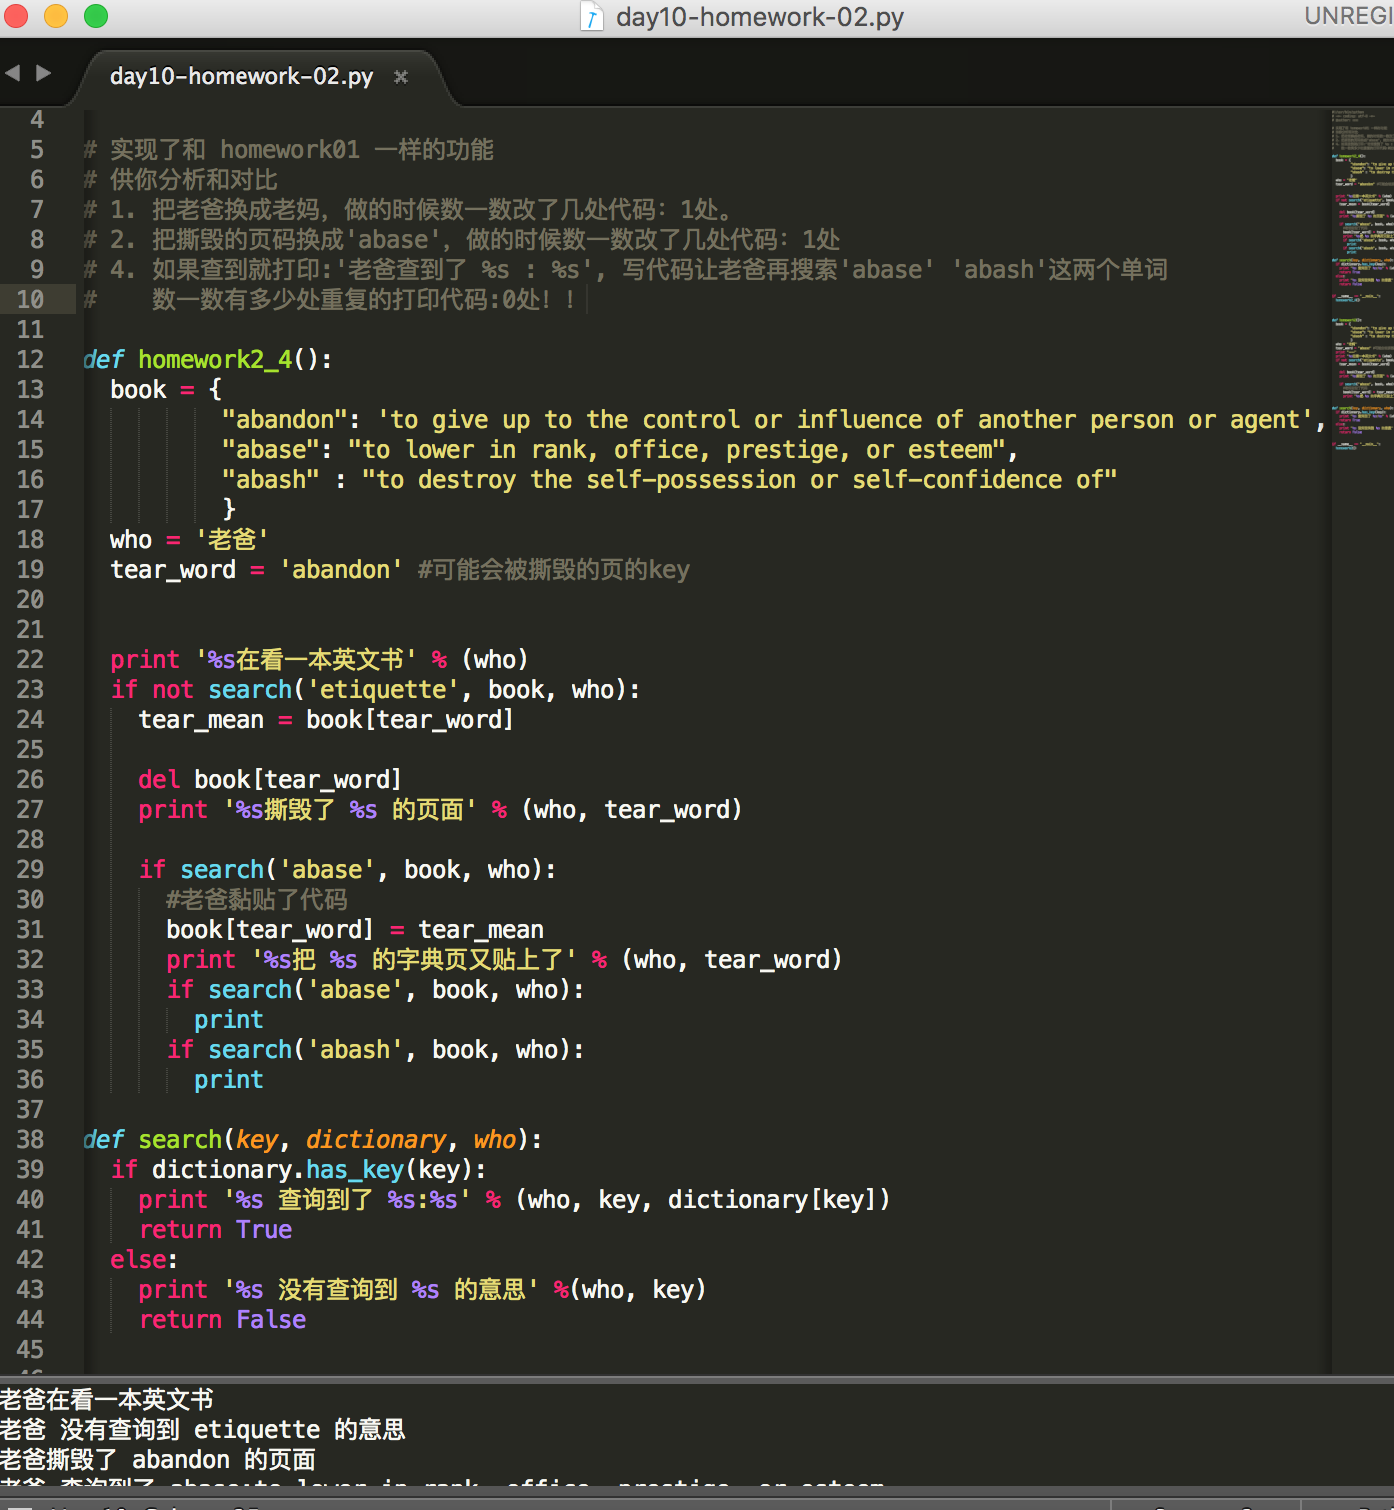 day10-homework-02.py
UNREGI
day10-homework-02.py
4
5 # 实现了和 homework01 一样的功能
6 # 供你分析和对比
7 # 1. 把老爸换成老妈，做的时候数一数改了几处代码：1处。
8 # 2. 把撕毁的页码换成'abase'，做的时候数一数改了几处代码：1处
9 # 4. 如果查到就打印:'老爸查到了 %s : %s', 写代码让老爸再搜索'abase' 'abash'这两个单词
10 #    数一数有多少处重复的打印代码:0处！！
11
12 def homework2_4():
13   book = {
14           "abandon": 'to give up to the control or influence of another person or agent',
15           "abase": "to lower in rank, office, prestige, or esteem",
16           "abash" : "to destroy the self-possession or self-confidence of"
17           }
18   who = '老爸'
19   tear_word = 'abandon' #可能会被撕毁的页的key
20
21
22   print '%s在看一本英文书' % (who)
23   if not search('etiquette', book, who):
24     tear_mean = book[tear_word]
25
26     del book[tear_word]
27     print '%s撕毁了 %s 的页面' % (who, tear_word)
28
29     if search('abase', book, who):
30       #老爸黏贴了代码
31       book[tear_word] = tear_mean
32       print '%s把 %s 的字典页又贴上了' % (who, tear_word)
33       if search('abase', book, who):
34         print
35       if search('abash', book, who):
36         print
37
38 def search(key, dictionary, who):
39   if dictionary.has_key(key):
40     print '%s 查询到了 %s:%s' % (who, key, dictionary[key])
41     return True
42   else:
43     print '%s 没有查询到 %s 的意思' %(who, key)
44     return False
45
老爸在看一本英文书
老爸 没有查询到 etiquette 的意思
老爸撕毁了 abandon 的页面
老爸 查询到了 abase:to lower in rank, office, prestige, or esteem